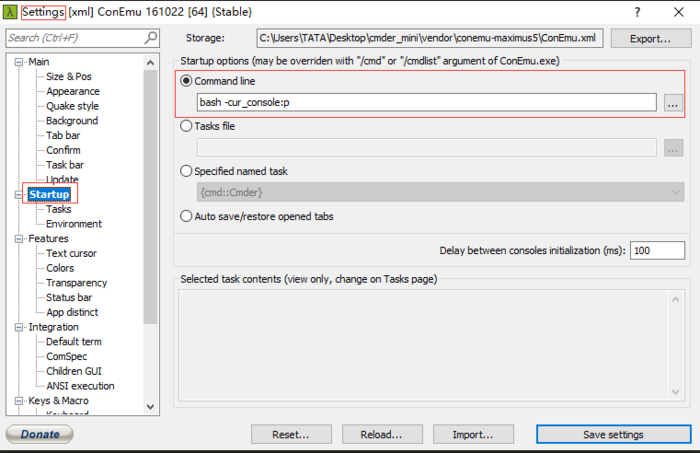 Settings [xml] ConEmu 161022 [64] {Stable}
Search (Ctrl+F)
Storage:
C:\Users\TATA\Desktop\cmder_mini\vendor\conemu-maximus5\ConEmu.xml
Export...
Main
Size & Pos
Appearance
Quake style
Background
Tab bar
Confirm
Task bar
Update
Startup
Tasks
Environment
Features
Text cursor
Colors
Transparency
Status bar
App distinct
Integration
Default term
ComSpec
Children GUI
ANSI execution
Keys & Macro
Startup options (may be overriden with "/cmd" or "/cmdlist" argument of ConEmu.exe)
Command line
bash -cur_console:p
...
Tasks file
...
Specified named task
{cmd::Cmder}
Auto save/restore opened tabs
Delay between consoles initialization (ms):
100
Selected task contents (view only, change on Tasks page)
Donate
Reset...
Reload...
Import...
Save settings